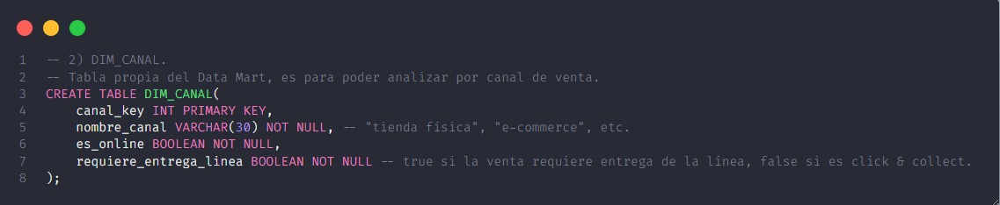 1 -- 2) DIM_CANAL.
2 -- Tabla propia del Data Mart, es para poder analizar por canal de venta.
3 CREATE TABLE DIM_CANAL(
4     canal_key INT PRIMARY KEY,
5     nombre_canal VARCHAR(30) NOT NULL, -- "tienda física", "e-commerce", etc.
6     es_online BOOLEAN NOT NULL,
7     requiere_entrega_linea BOOLEAN NOT NULL -- true si la venta requiere entrega de la línea, false si es click & collect.
8 );